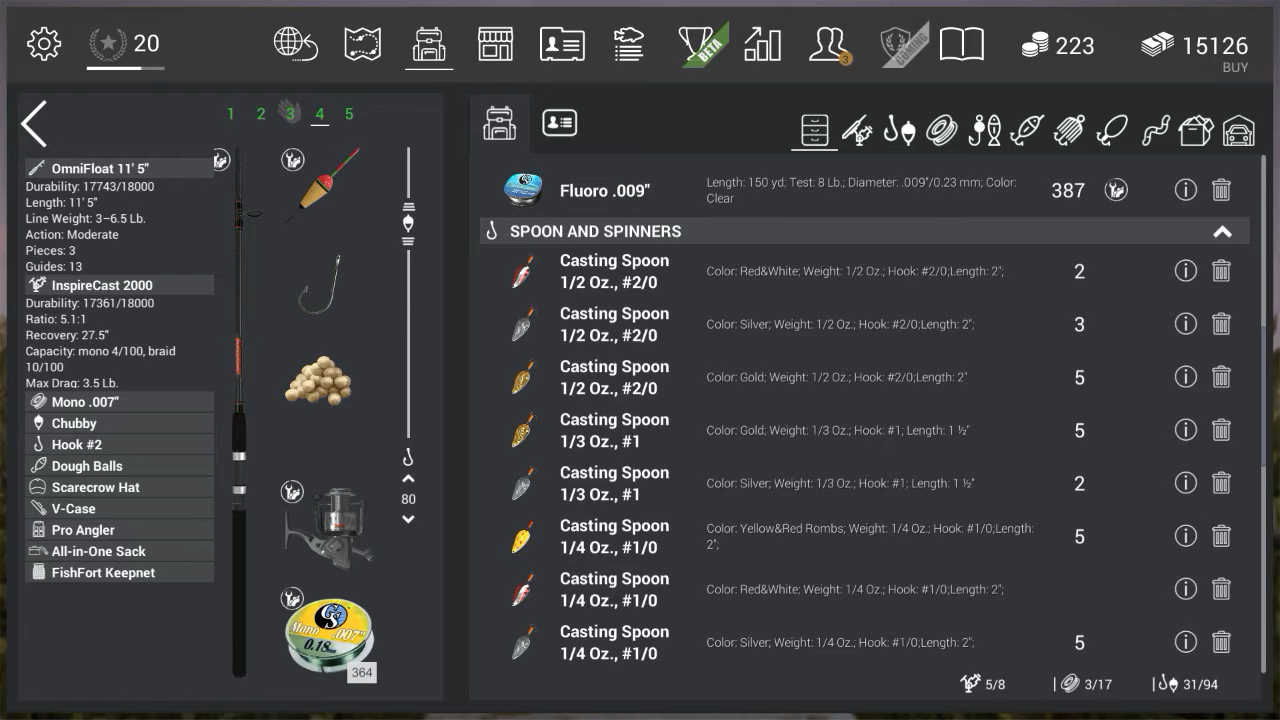 20
BETA
COMING
3
223
15126
BUY
1 2 3 4 5
OmniFloat 11' 5"
Durability: 17743/18000
Length: 11' 5"
Line Weight: 3–6.5 Lb.
Action: Moderate
Pieces: 3
Guides: 13
InspireCast 2000
Durability: 17361/18000
Ratio: 5.1:1
Recovery: 27.5"
Capacity: mono 4/100, braid
10/100
Max Drag: 3.5 Lb.
Mono .007"
Chubby
Hook #2
Dough Balls
Scarecrow Hat
V-Case
Pro Angler
All-in-One Sack
FishFort Keepnet
80
Mono .007"
0.18
364
Fluoro .009"
Length: 150 yd; Test: 8 Lb.; Diameter: .009"/0.23 mm; Color:
Clear
387
SPOON AND SPINNERS
Casting Spoon
1/2 Oz., #2/0
Color: Red&White; Weight: 1/2 Oz.; Hook: #2/0;Length: 2";
2
Casting Spoon
1/2 Oz., #2/0
Color: Silver; Weight: 1/2 Oz.; Hook: #2/0;Length: 2";
3
Casting Spoon
1/2 Oz., #2/0
Color: Gold; Weight: 1/2 Oz.; Hook: #2/0;Length: 2"
5
Casting Spoon
1/3 Oz., #1
Color: Gold; Weight: 1/3 Oz.; Hook: #1; Length: 1 ½"
5
Casting Spoon
1/3 Oz., #1
Color: Silver; Weight: 1/3 Oz.; Hook: #1; Length: 1 ½"
2
Casting Spoon
1/4 Oz., #1/0
Color: Yellow&Red Rombs; Weight: 1/4 Oz.; Hook: #1/0;Length:
2";
5
Casting Spoon
1/4 Oz., #1/0
Color: Red&White; Weight: 1/4 Oz.; Hook: #1/0;Length: 2";
Casting Spoon
1/4 Oz., #1/0
Color: Silver; Weight: 1/4 Oz.; Hook: #1/0;Length: 2";
5
5/8
3/17
31/94